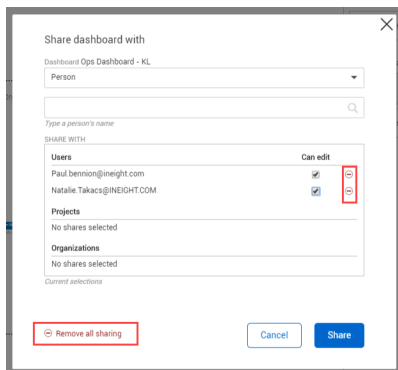 Share dashboard with
Dashboard Ops Dashboard - KL
Person
Type a person's name
SHARE WITH
Users Can edit
Paul.bennion@ineight.com
Natalie.Takacs@INEIGHT.COM
Projects
No shares selected
Organizations
No shares selected
Current selections
Remove all sharing Cancel Share